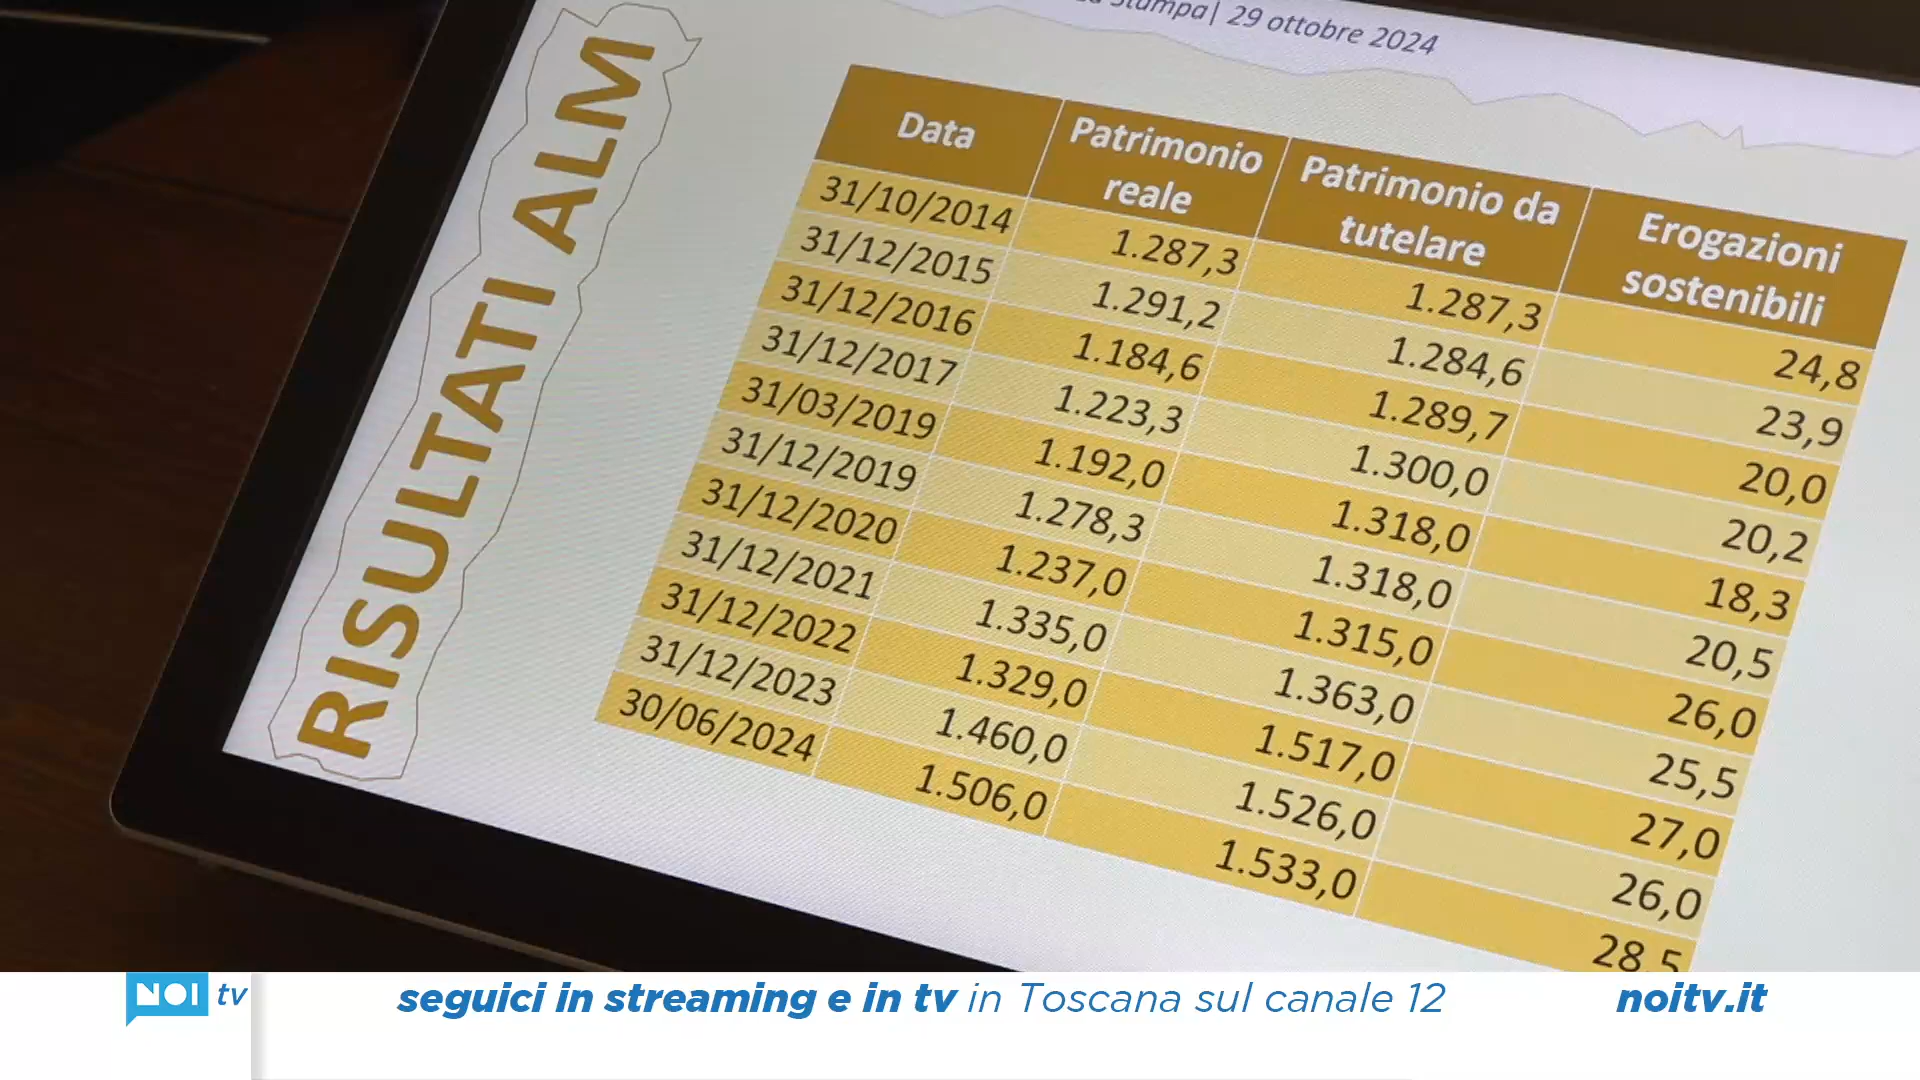 Stampa| 29 ottobre 2024
RISULTATI ALM
Data Patrimonio reale Patrimonio da tutelare Erogazioni sostenibili
31/10/2014 1.287,3 1.287,3 24,8
31/12/2015 1.291,2 1.284,6 23,9
31/12/2016 1.184,6 1.289,7 20,0
31/12/2017 1.223,3 1.300,0 20,2
31/03/2019 1.192,0 1.318,0 18,3
31/12/2019 1.278,3 1.318,0 20,5
31/12/2020 1.237,0 1.315,0 26,0
31/12/2021 1.335,0 1.363,0 25,5
31/12/2022 1.329,0 1.517,0 27,0
31/12/2023 1.460,0 1.526,0 26,0
30/06/2024 1.506,0 1.533,0 28,5
NOI tv
seguici in streaming e in tv in Toscana sul canale 12
noitv.it